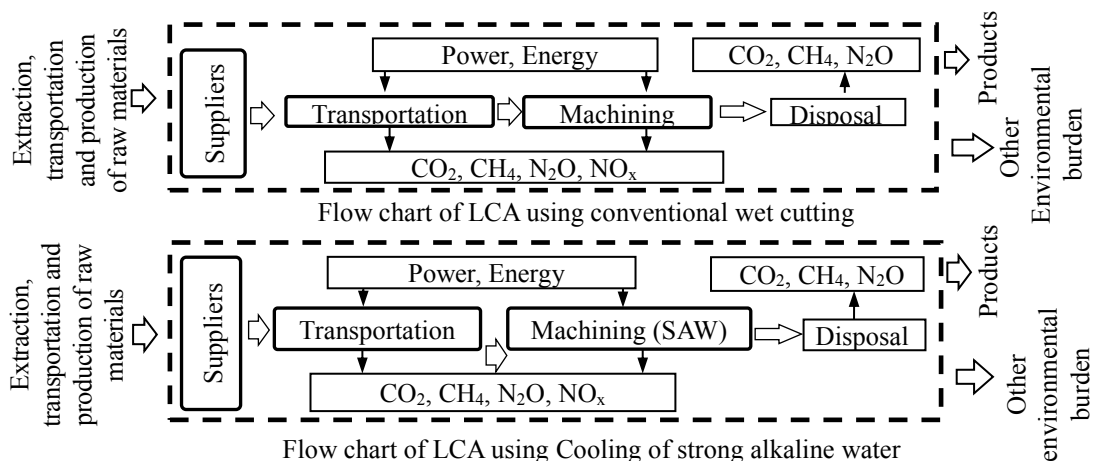 Extraction,
transportation
and production
of raw materials
Suppliers
Power, Energy
Transportation
Machining
CO₂, CH₄, N₂O, NOₓ
CO₂, CH₄, N₂O
Disposal
Products
Other
Environmental
burden
Flow chart of LCA using conventional wet cutting
Extraction,
transportation and
production of raw
materials
Suppliers
Power, Energy
Transportation
Machining (SAW)
CO₂, CH₄, N₂O, NOₓ
CO₂, CH₄, N₂O
Disposal
Products
Other
environmental
burden
Flow chart of LCA using Cooling of strong alkaline water